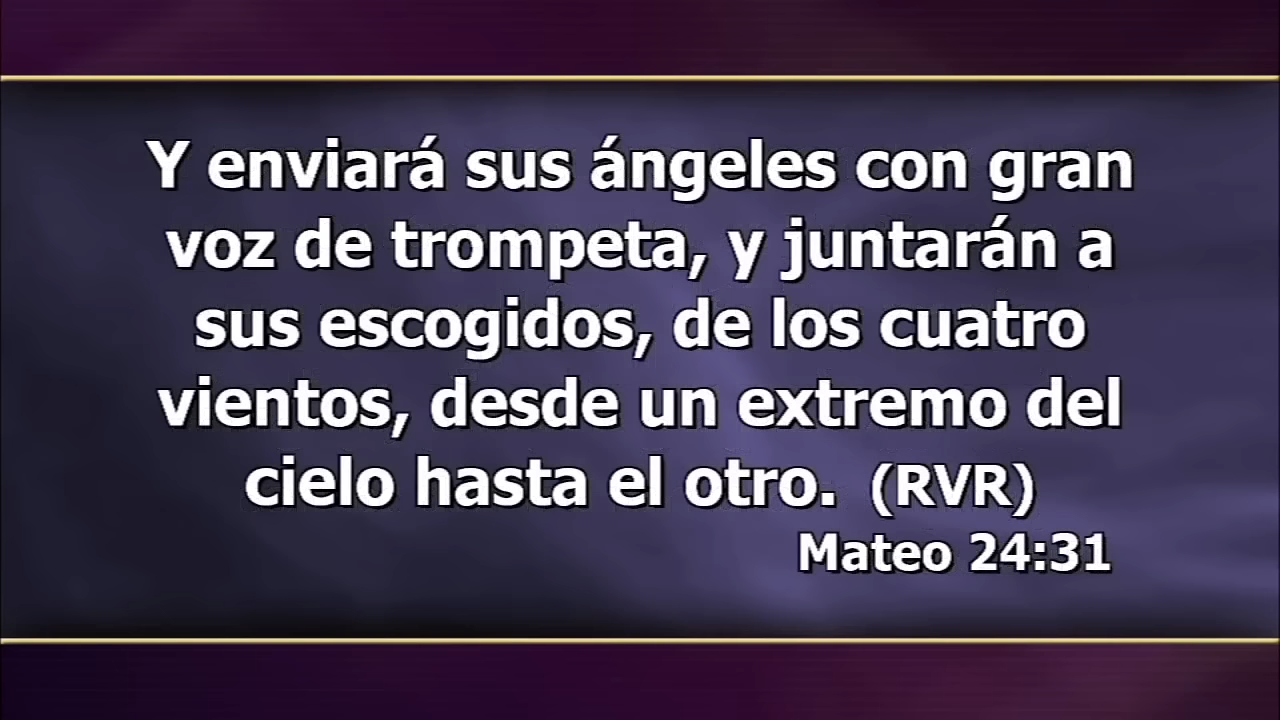 Y enviará sus ángeles con gran
voz de trompeta, y juntarán a
sus escogidos, de los cuatro
vientos, desde un extremo del
cielo hasta el otro. (RVR)
Mateo 24:31